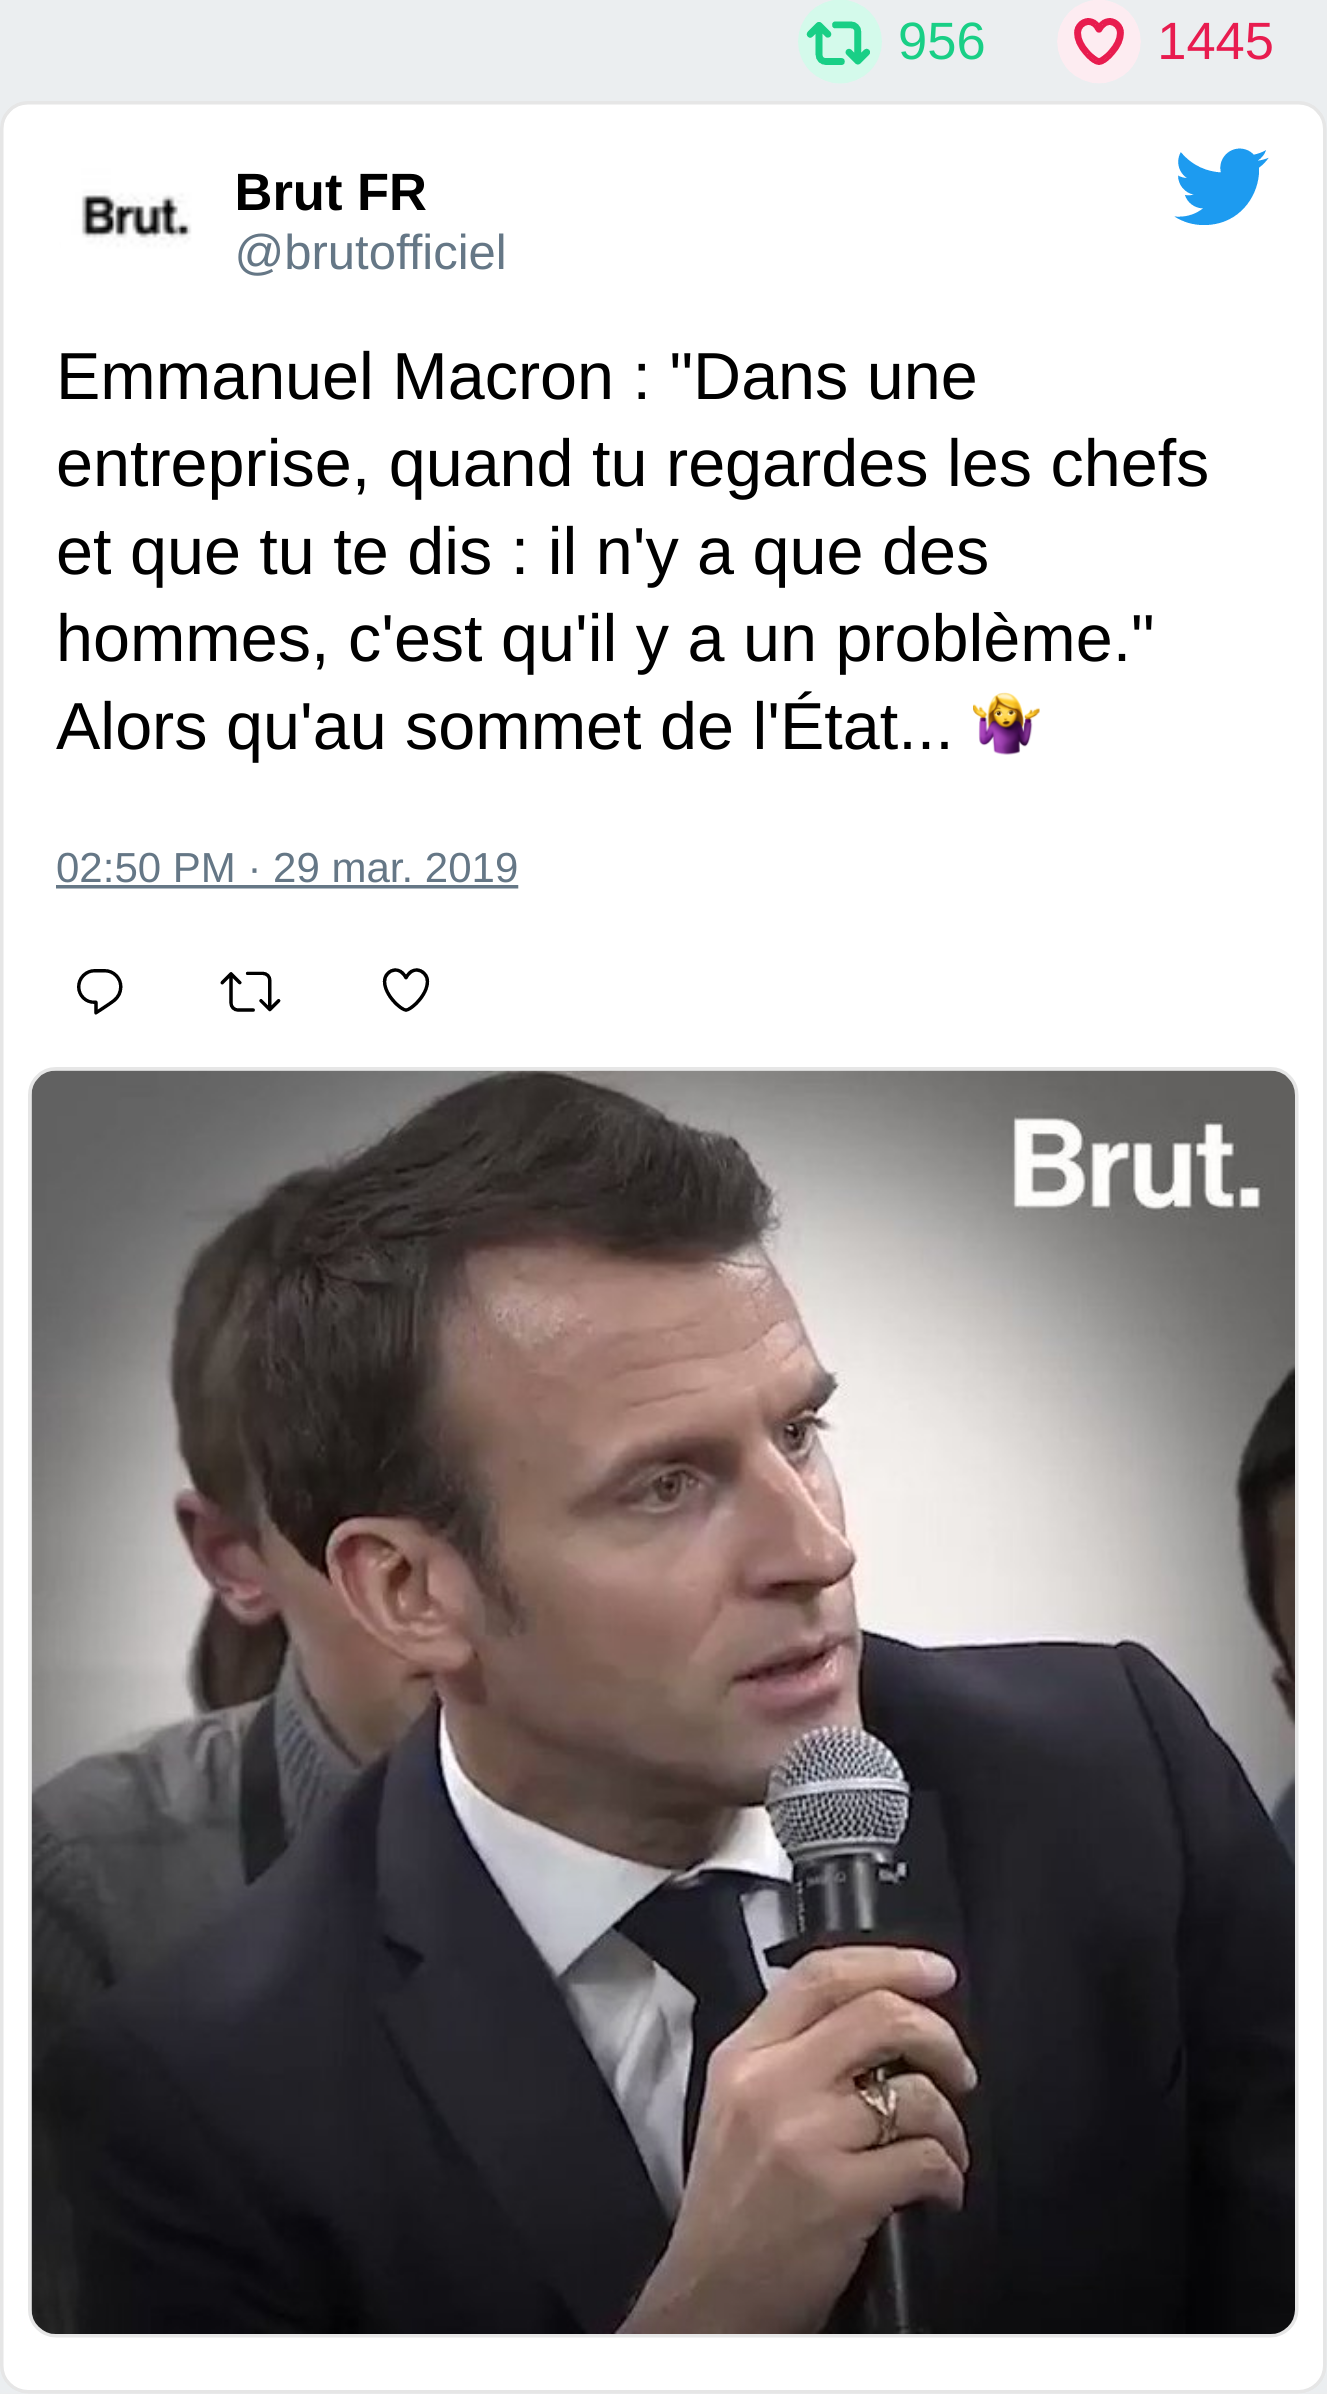 956 1445
Brut.
Brut FR
@brutofficiel
Emmanuel Macron : "Dans une
entreprise, quand tu regardes les chefs
et que tu te dis : il n'y a que des
hommes, c'est qu'il y a un problème."
Alors qu'au sommet de l'État... 🤷‍♀️
02:50 PM · 29 mar. 2019
Brut.